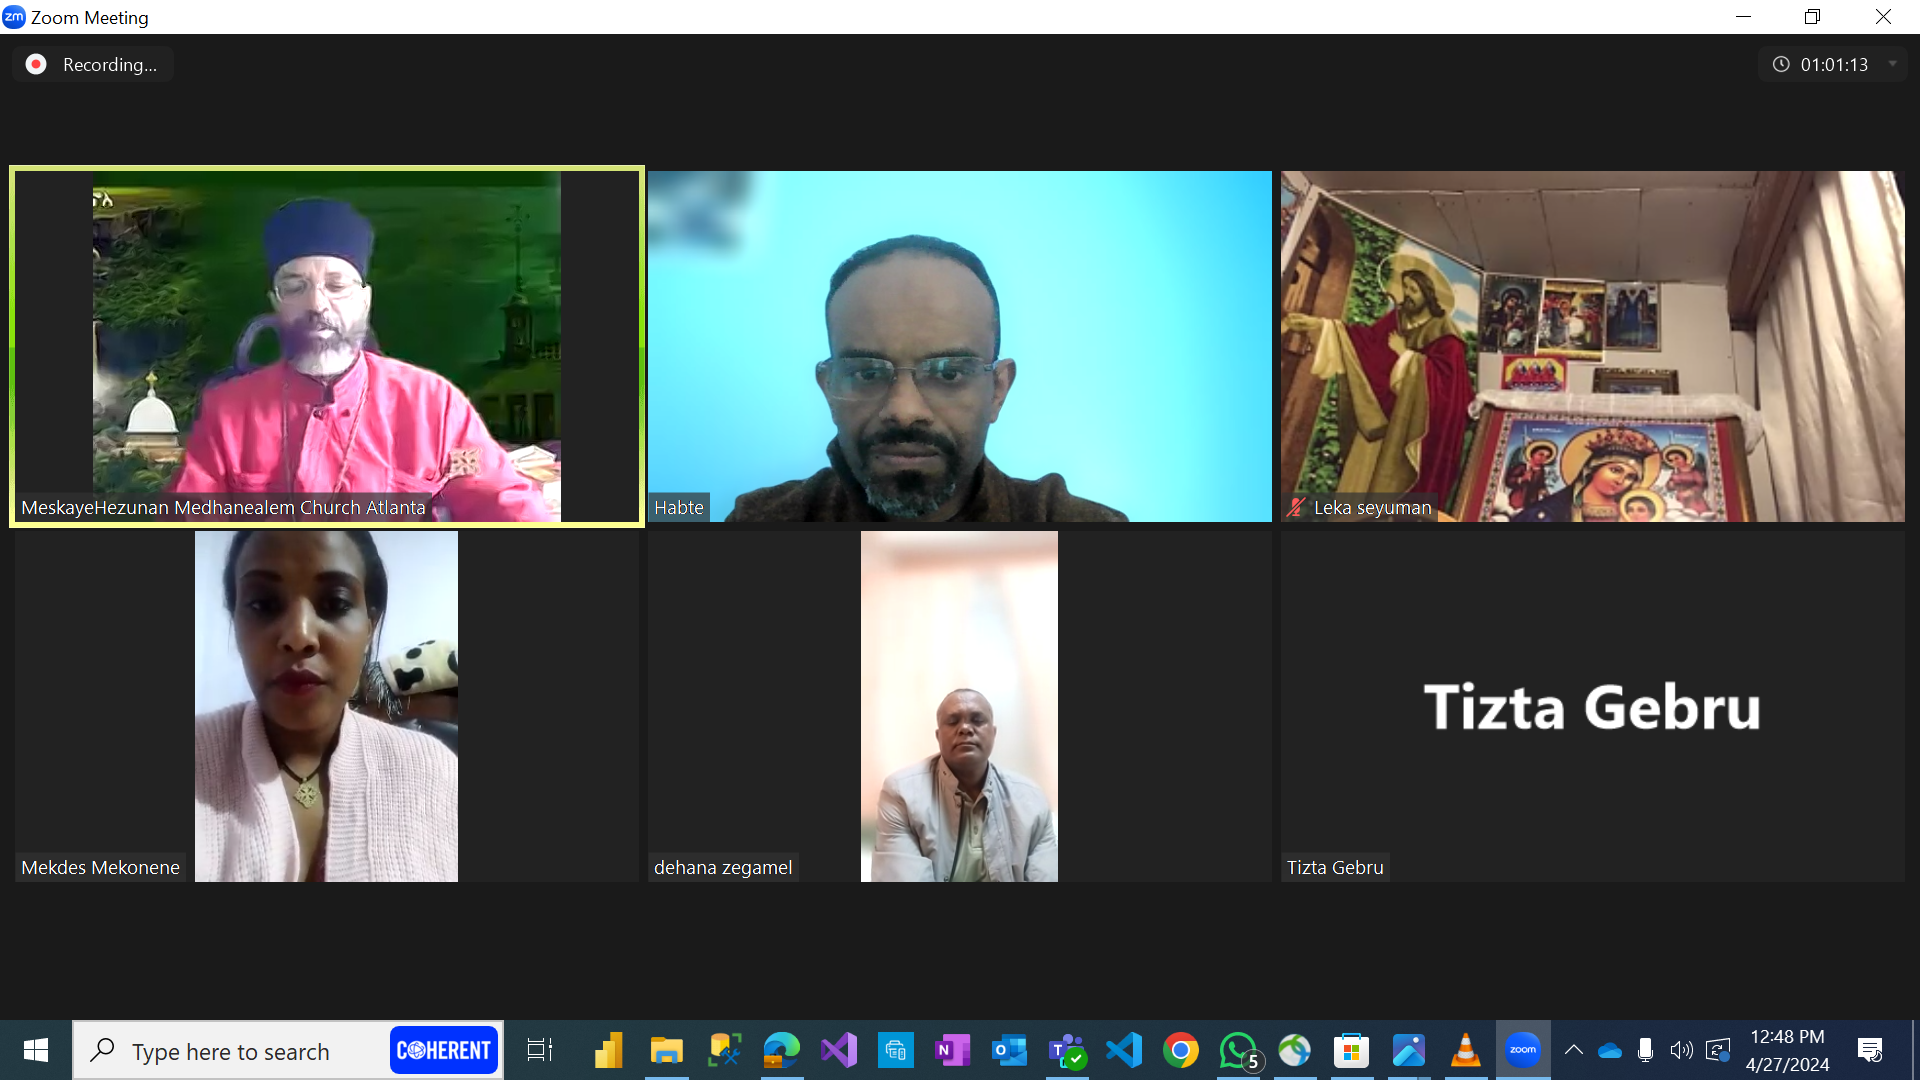 zm Zoom Meeting
Recording...
01:01:13
MeskayeHezunan Medhanealem Church Atlanta
Habte
Leka seyuman
Tizta Gebru
Mekdes Mekonene
dehana zegamel
Tizta Gebru
Type here to search
COHERENT
5
zoom
12:48 PM
4/27/2024